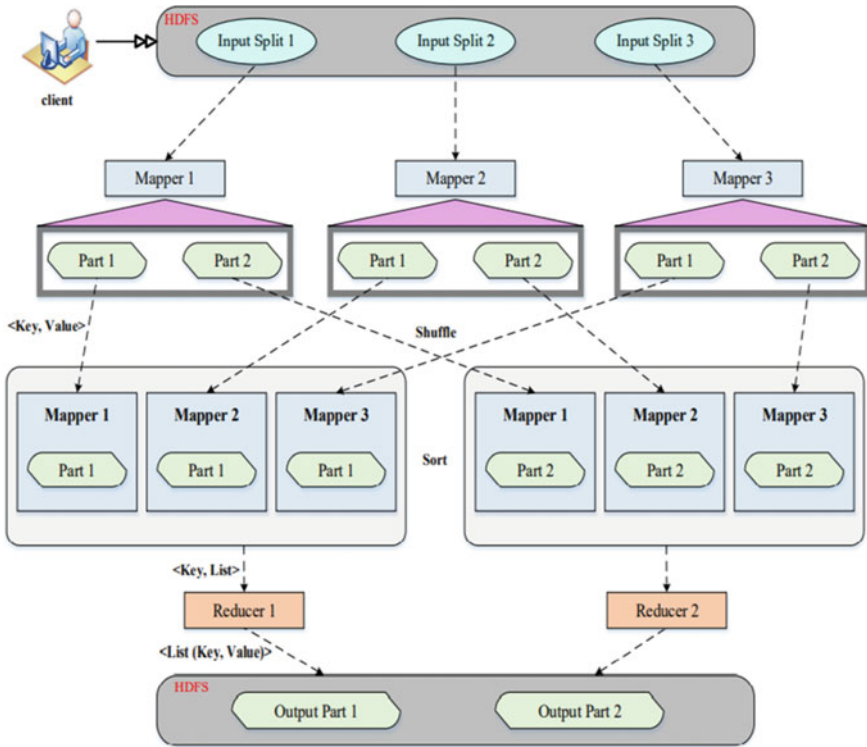 HDFS
Input Split 1
Input Split 2
Input Split 3
client
Mapper 1
Mapper 2
Mapper 3
Part 1
Part 2
Part 1
Part 2
Part 1
Part 2
<Key, Value>
Shuffle
Mapper 1
Mapper 2
Mapper 3
Part 1
Part 1
Part 1
Sort
Mapper 1
Mapper 2
Mapper 3
Part 2
Part 2
Part 2
<Key, List>
Reducer 1
Reducer 2
<List (Key, Value)>
HDFS
Output Part 1
Output Part 2